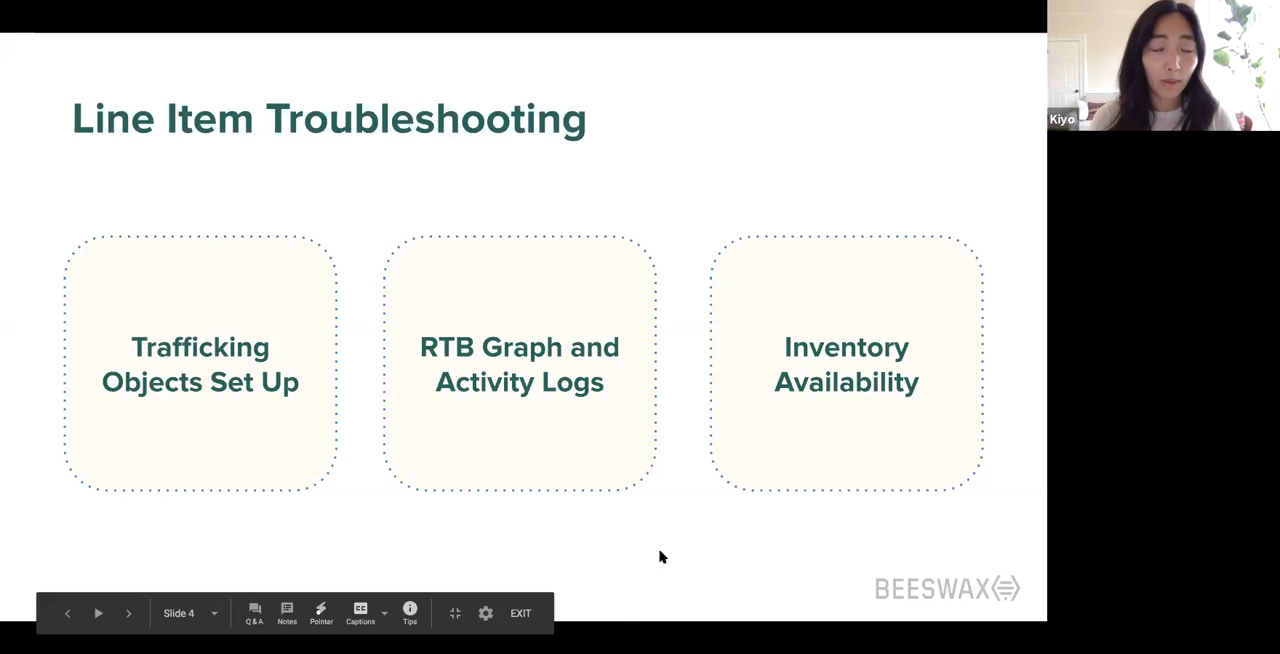 Line Item Troubleshooting
Kiyo
Trafficking
Objects Set Up
RTB Graph and
Activity Logs
Inventory
Availability
BEESWAX
Slide 4
Q & A
Notes
Pointer
CC
Captions
Tips
EXIT